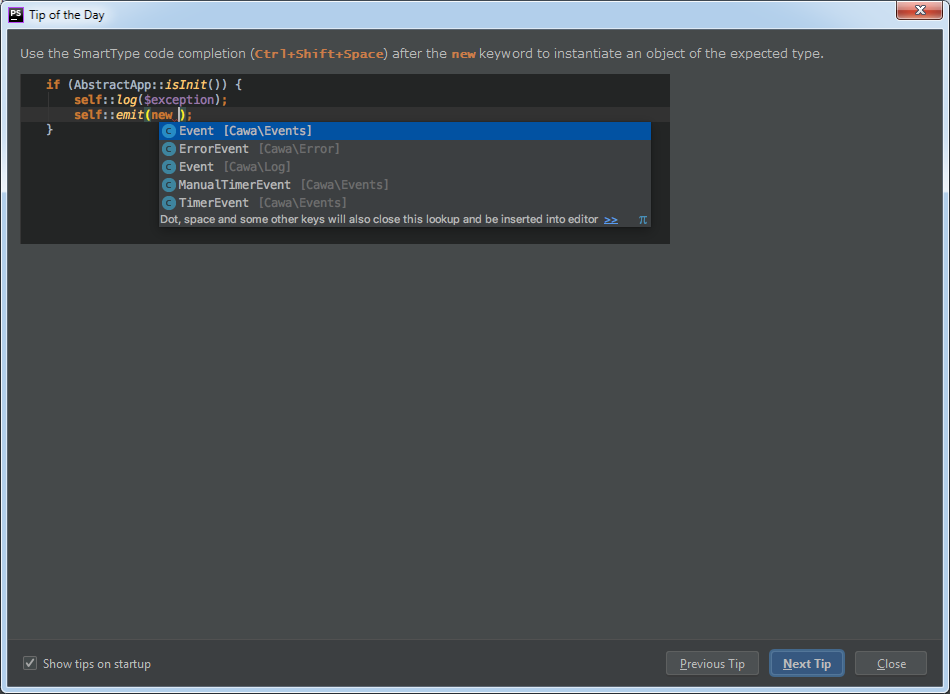 PS Tip of the Day
Use the SmartType code completion (Ctrl+Shift+Space) after the new keyword to instantiate an object of the expected type.
if (AbstractApp::isInit()) {
self::log($exception);
self::emit(new );
}
C Event [Cawa\Events]
C ErrorEvent [Cawa\Error]
C Event [Cawa\Log]
C ManualTimerEvent [Cawa\Events]
C TimerEvent [Cawa\Events]
Dot, space and some other keys will also close this lookup and be inserted into editor >> π
Show tips on startup Previous Tip Next Tip Close